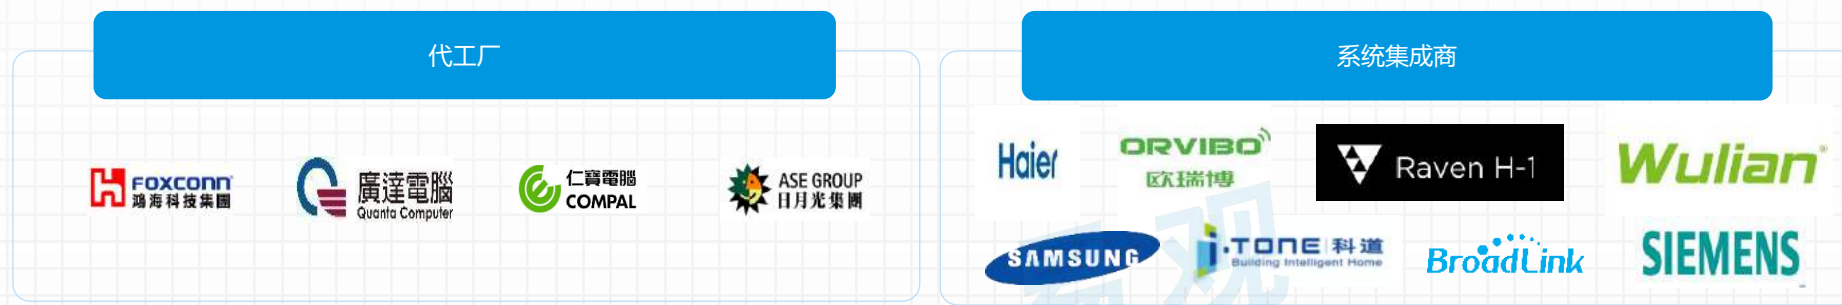 代工厂
FOXCONN
鴻海科技集團
廣達電腦
Quanta Computer
仁寶電腦
COMPAL
ASE GROUP
日月光集團
系统集成商
Haier
ORVIBO
欧瑞博
Raven H-1
Wulian
SAMSUNG
i·TONE 科道
Building Intelligent Home
BroadLink
SIEMENS
观